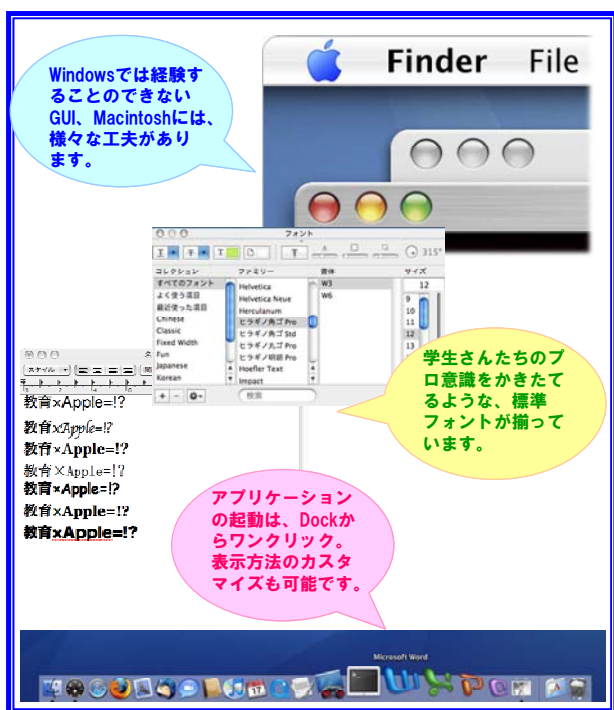 Windowsでは経験す
ることのできない
GUI、Macintoshには、
様々な工夫があり
ます。
Finder File
フォント
315°
コレクション ファミリー 書体 サイズ
すべてのフォント
よく使う項目
最近使った項目
Chinese
Classic
Fixed Width
Fun
Japanese
Korean
Helvetica
Helvetica Neue
Herculanum
ヒラギノ角ゴ Pro
ヒラギノ角ゴ Std
ヒラギノ丸ゴ Pro
ヒラギノ明朝 Pro
Hoefler Text
Impact
W3
W6
12
9
10
11
12
13
検索
スタイル
教育×Apple=!?
教育×Apple=!?
教育×Apple=!?
教育×Apple=!?
教育×Apple=!?
教育×Apple=!?
教育×Apple=!?
学生さんたちのプ
ロ意識をかきたて
るような、標準
フォントが揃って
います。
アプリケーション
の起動は、Dockか
らワンクリック。
表示方法のカスタ
マイズも可能です。
Microsoft Word
17